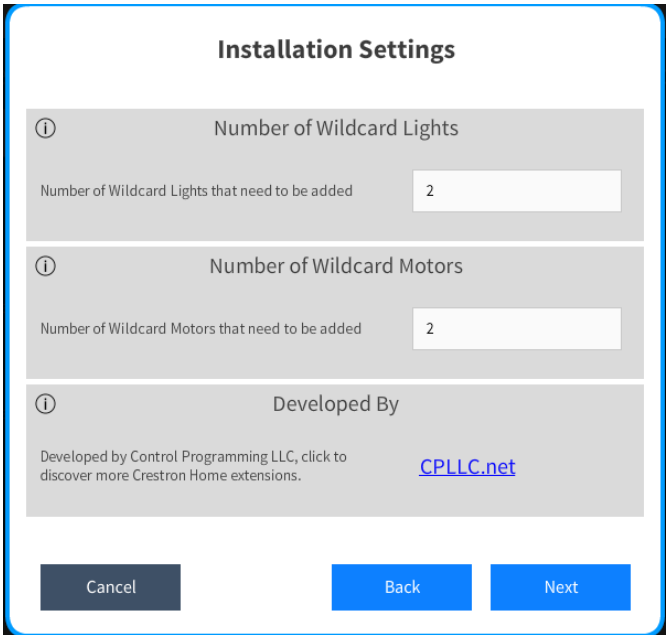 Installation Settings
Number of Wildcard Lights
Number of Wildcard Lights that need to be added
2
Number of Wildcard Motors
Number of Wildcard Motors that need to be added
2
Developed By
Developed by Control Programming LLC, click to
discover more Crestron Home extensions.
CPLLC.net
Cancel
Back
Next